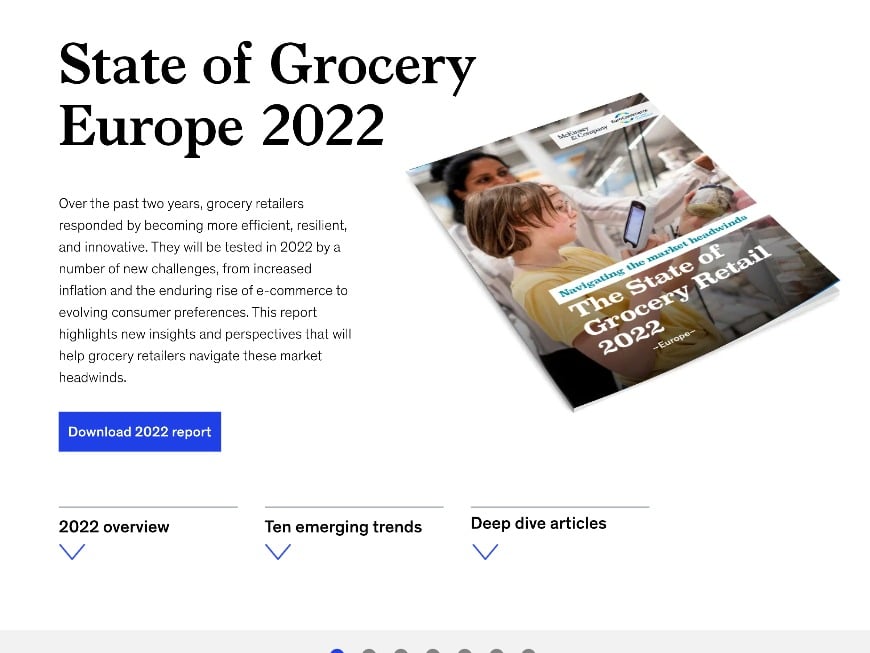 State of Grocery
Europe 2022
Over the past two years, grocery retailers
responded by becoming more efficient, resilient,
and innovative. They will be tested in 2022 by a
number of new challenges, from increased
inflation and the enduring rise of e-commerce to
evolving consumer preferences. This report
highlights new insights and perspectives that will
help grocery retailers navigate these market
headwinds.
Download 2022 report
McKinsey
& Company
EuroCommerce
Navigating the market headwinds
The State of
Grocery Retail
2022
–Europe–
2022 overview
Ten emerging trends
Deep dive articles